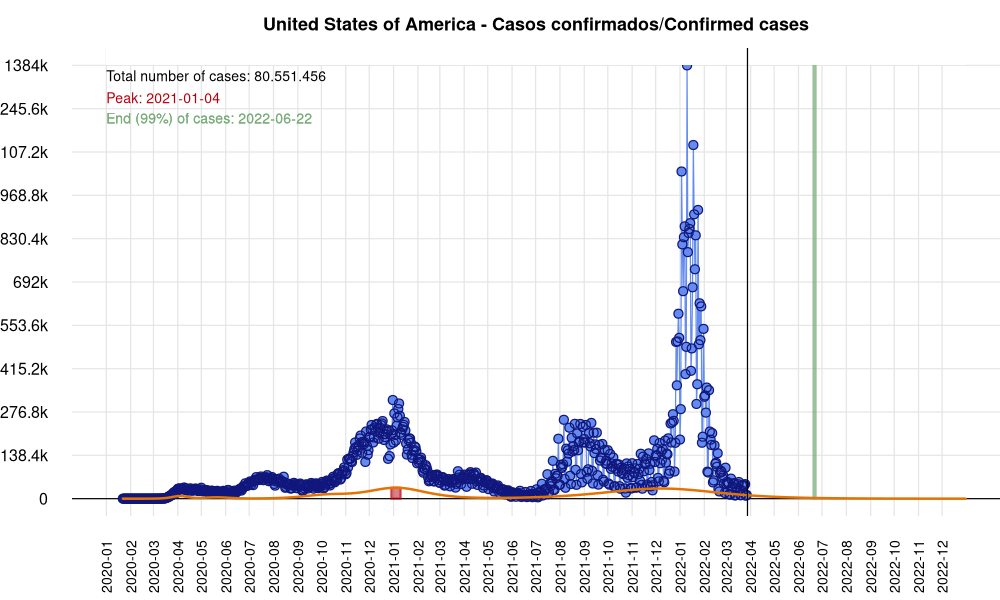 United States of America - Casos confirmados/Confirmed cases
Total number of cases: 80.551.456
Peak: 2021-01-04
End (99%) of cases: 2022-06-22
1384k
245.6k
107.2k
968.8k
830.4k
692k
553.6k
415.2k
276.8k
138.4k
0
2020-01
2020-02
2020-03
2020-04
2020-05
2020-06
2020-07
2020-08
2020-09
2020-10
2020-11
2020-12
2021-01
2021-02
2021-03
2021-04
2021-05
2021-06
2021-07
2021-08
2021-09
2021-10
2021-11
2021-12
2022-01
2022-02
2022-03
2022-04
2022-05
2022-06
2022-07
2022-08
2022-09
2022-10
2022-11
2022-12